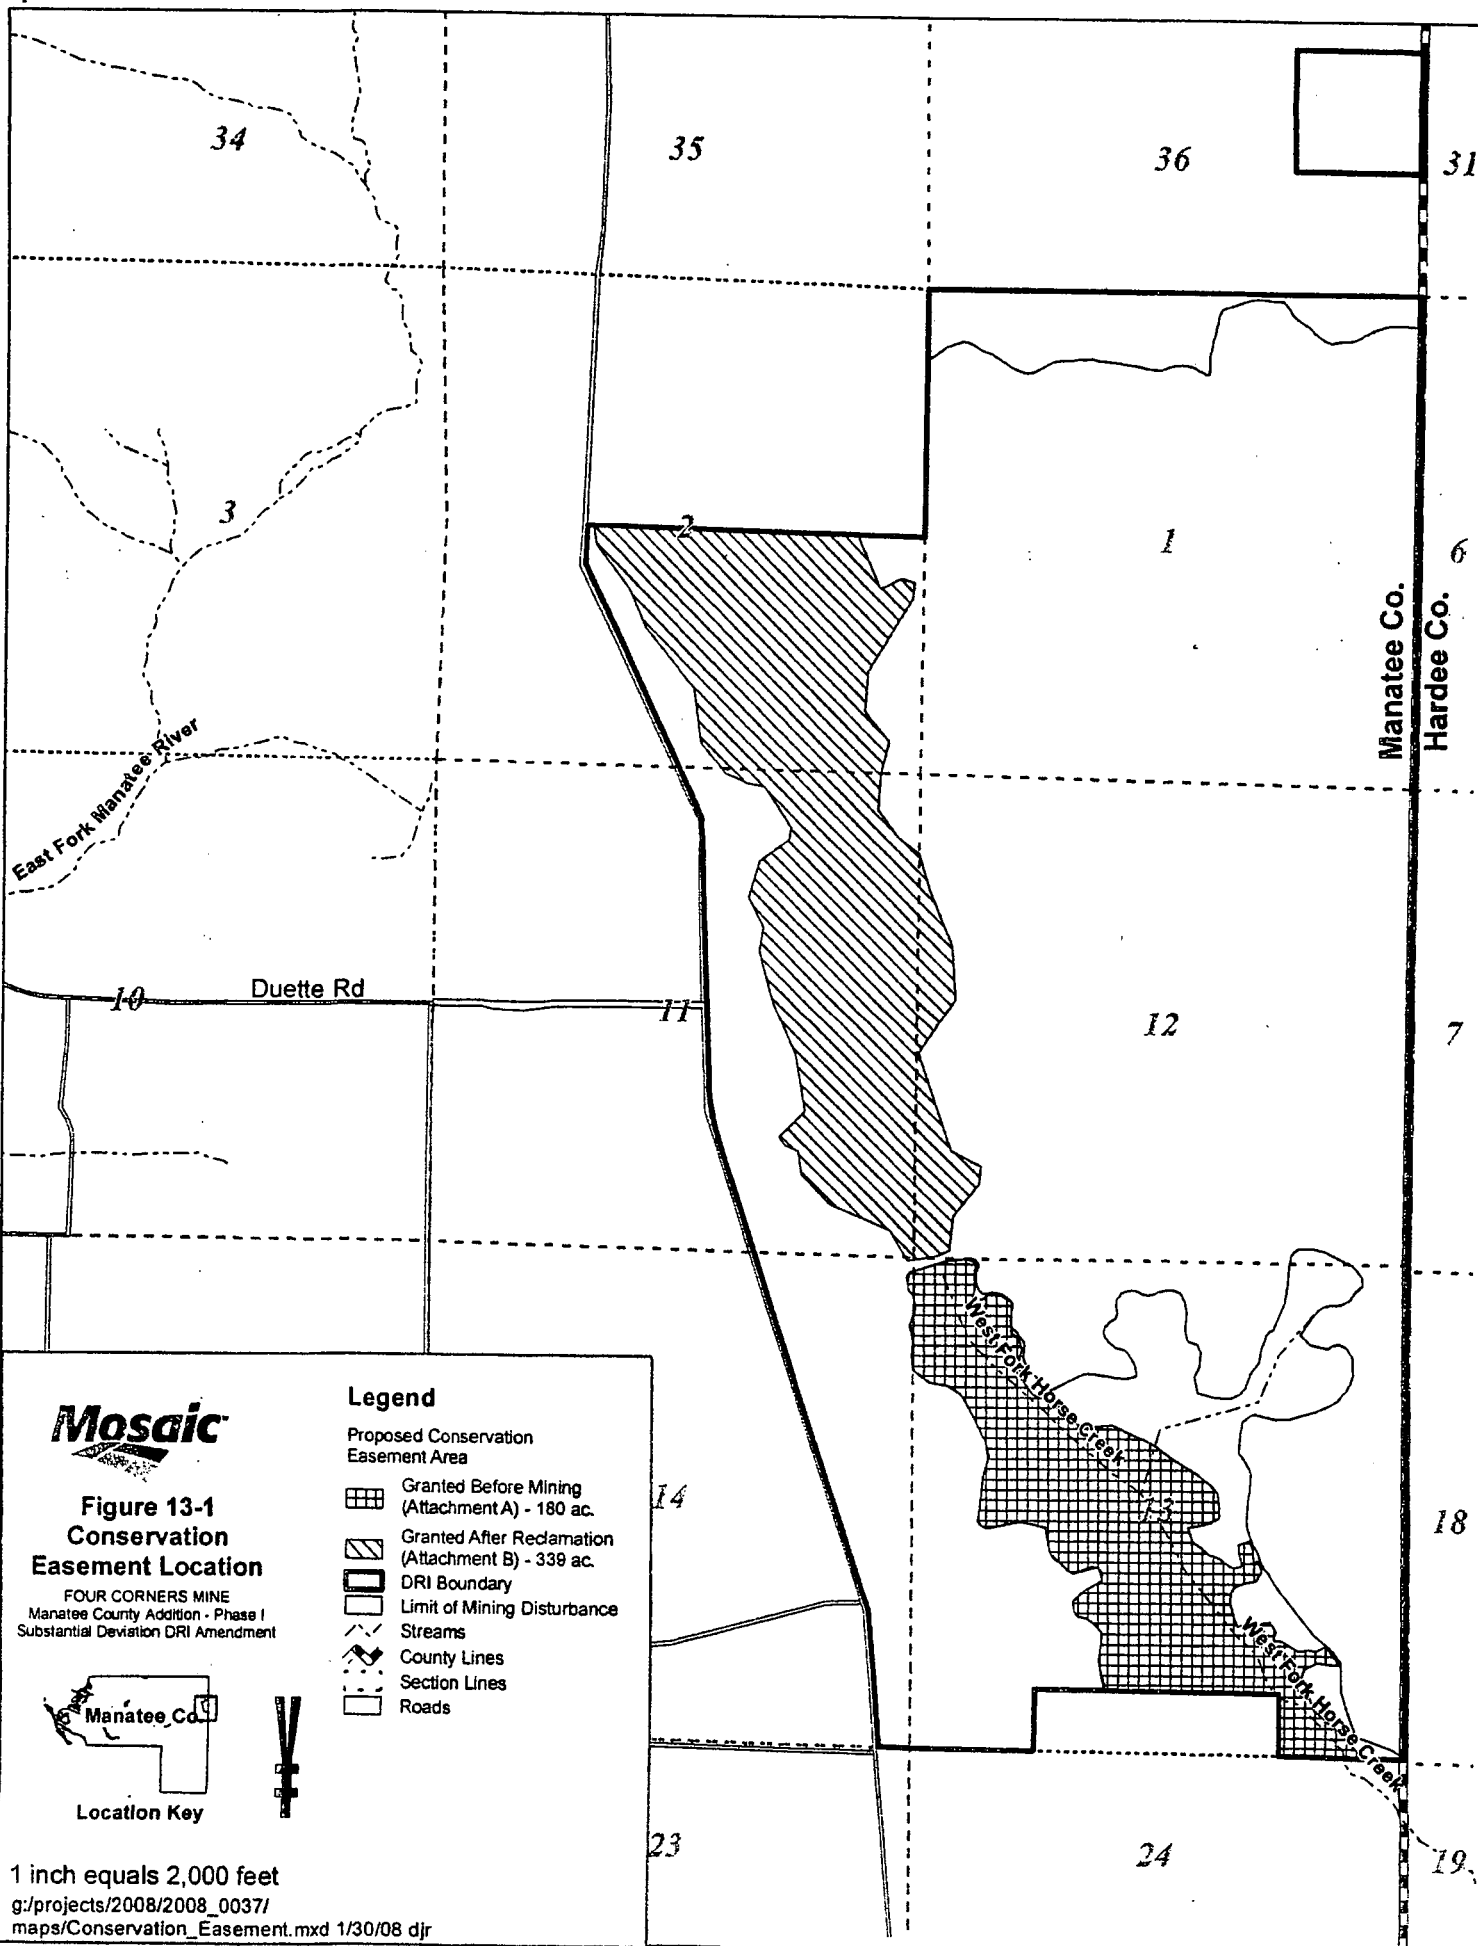 34
35
36
31
3
2
1
6
Manatee Co.
Hardee Co.
East Fork Manatee River
10
Duette Rd
11
12
7
West Fork Horse Creek
13
14
18
West Fork Horse Creek
23
24
19
Mosaic
Figure 13-1
Conservation
Easement Location
FOUR CORNERS MINE
Manatee County Addition - Phase I
Substantial Deviation DRI Amendment
Manatee Co.
Location Key
Legend
Proposed Conservation
Easement Area
Granted Before Mining
(Attachment A) - 180 ac.
Granted After Reclamation
(Attachment B) - 339 ac.
DRI Boundary
Limit of Mining Disturbance
Streams
County Lines
Section Lines
Roads
1 inch equals 2,000 feet
g:/projects/2008/2008_0037/
maps/Conservation_Easement.mxd 1/30/08 djr